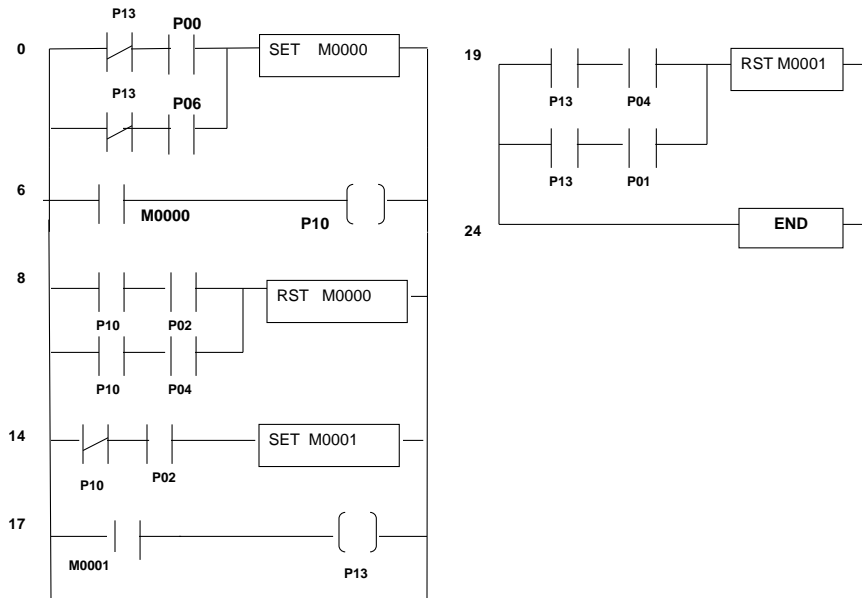 P13 P00
0 SET M0000
P13 P06
6
M0000 P10
8
RST M0000
P10 P02
P10 P04
14 SET M0001
P10 P02
17
M0001 P13
19 RST M0001
P13 P04
P13 P01
24 END